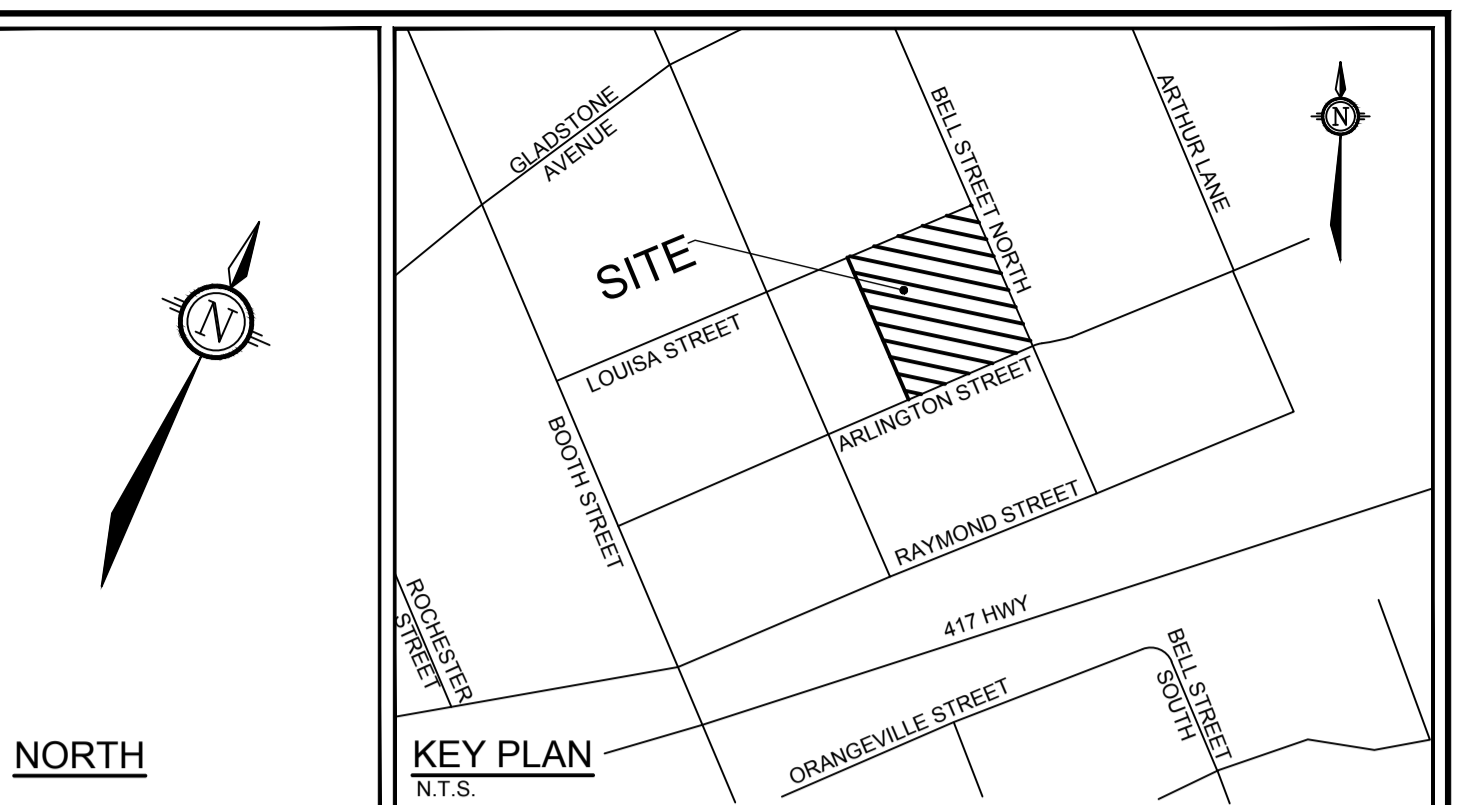 GLADSTONE
AVENUE
BELL STREET NORTH
ARTHUR LANE
N
SITE
N
LOUISA STREET
ARLINGTON STREET
BOOTH STREET
RAYMOND STREET
ROCHESTER
STREET
417 HWY
BELL STREET
SOUTH
ORANGEVILLE STREET
NORTH
KEY PLAN
N.T.S.